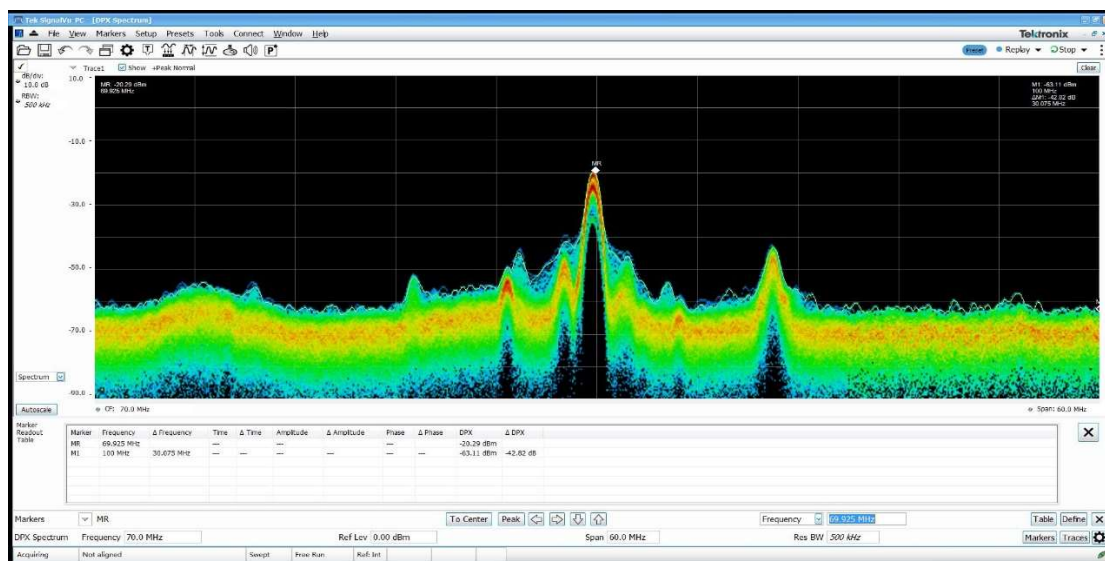 Tek SignalVu PC [DPX Spectrum]
File View Markers Setup Presets Tools Connect Window Help
Tektronix
Preset Replay Stop
Trace1 Show +Peak Normal
Clear
dB/div:
10.0 dB
RBW:
500 kHz
10.0
MR: -20.29 dBm
69.925 MHz
M1: -63.11 dBm
100 MHz
ΔM1: -42.82 dB
30.075 MHz
-10.0
MR
-30.0
-50.0
-70.0
Spectrum
-90.0
Autoscale
CF: 70.0 MHz
Span: 60.0 MHz
Marker
Readout
Table
Marker Frequency Δ Frequency Time Δ Time Amplitude Δ Amplitude Phase Δ Phase DPX Δ DPX
MR 69.925 MHz --- --- --- -20.29 dBm
M1 100 MHz 30.075 MHz --- --- --- --- --- --- -63.11 dBm -42.82 dB
Markers MR To Center Peak Frequency 69.925 MHz Table Define
DPX Spectrum Frequency 70.0 MHz Ref Lev 0.00 dBm Span 60.0 MHz Res BW 500 kHz Markers Traces
Acquiring Not aligned Swept Free Run Ref: Int